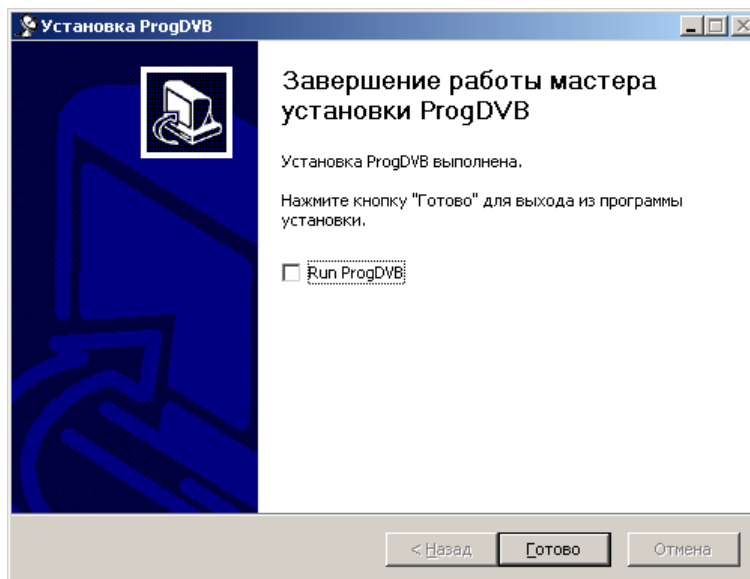 Установка ProgDVB
Завершение работы мастера
установки ProgDVB
Установка ProgDVB выполнена.
Нажмите кнопку "Готово" для выхода из программы
установки.
Run ProgDVB
< Назад
Готово
Отмена